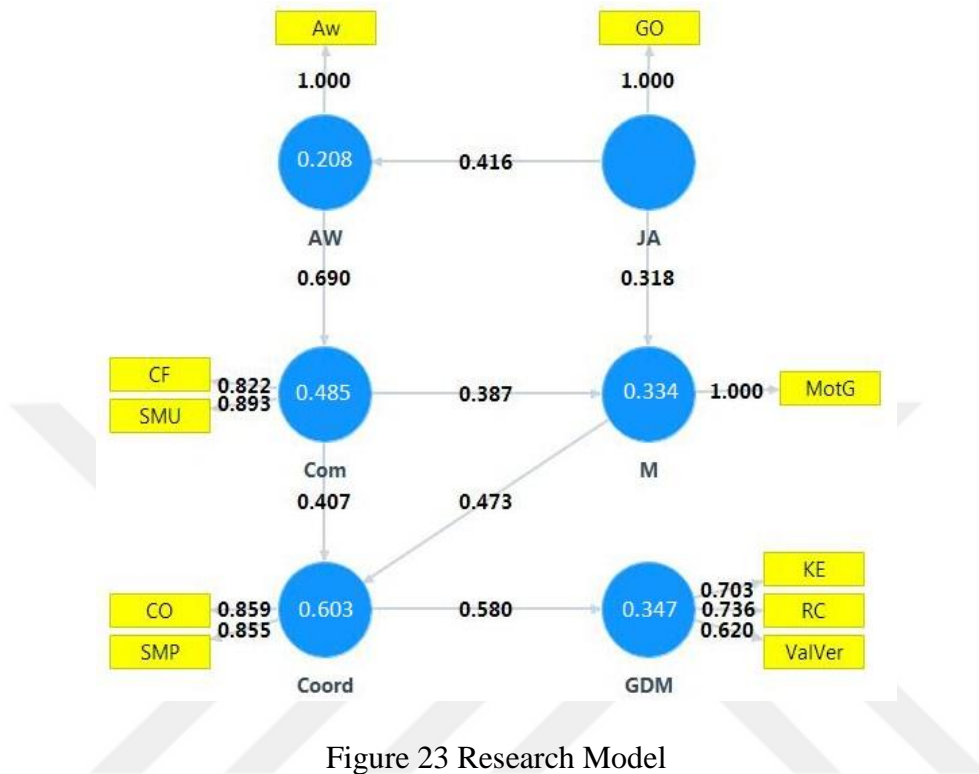 Aw
GO
1.000
1.000
0.208
0.416
AW
JA
0.690
0.318
CF
SMU
0.822
0.893
0.485
0.387
0.334
1.000
MotG
Com
M
0.407
0.473
CO
SMP
0.859
0.855
0.603
0.580
0.347
0.703
0.736
0.620
KE
RC
ValVer
Coord
GDM
Figure 23 Research Model